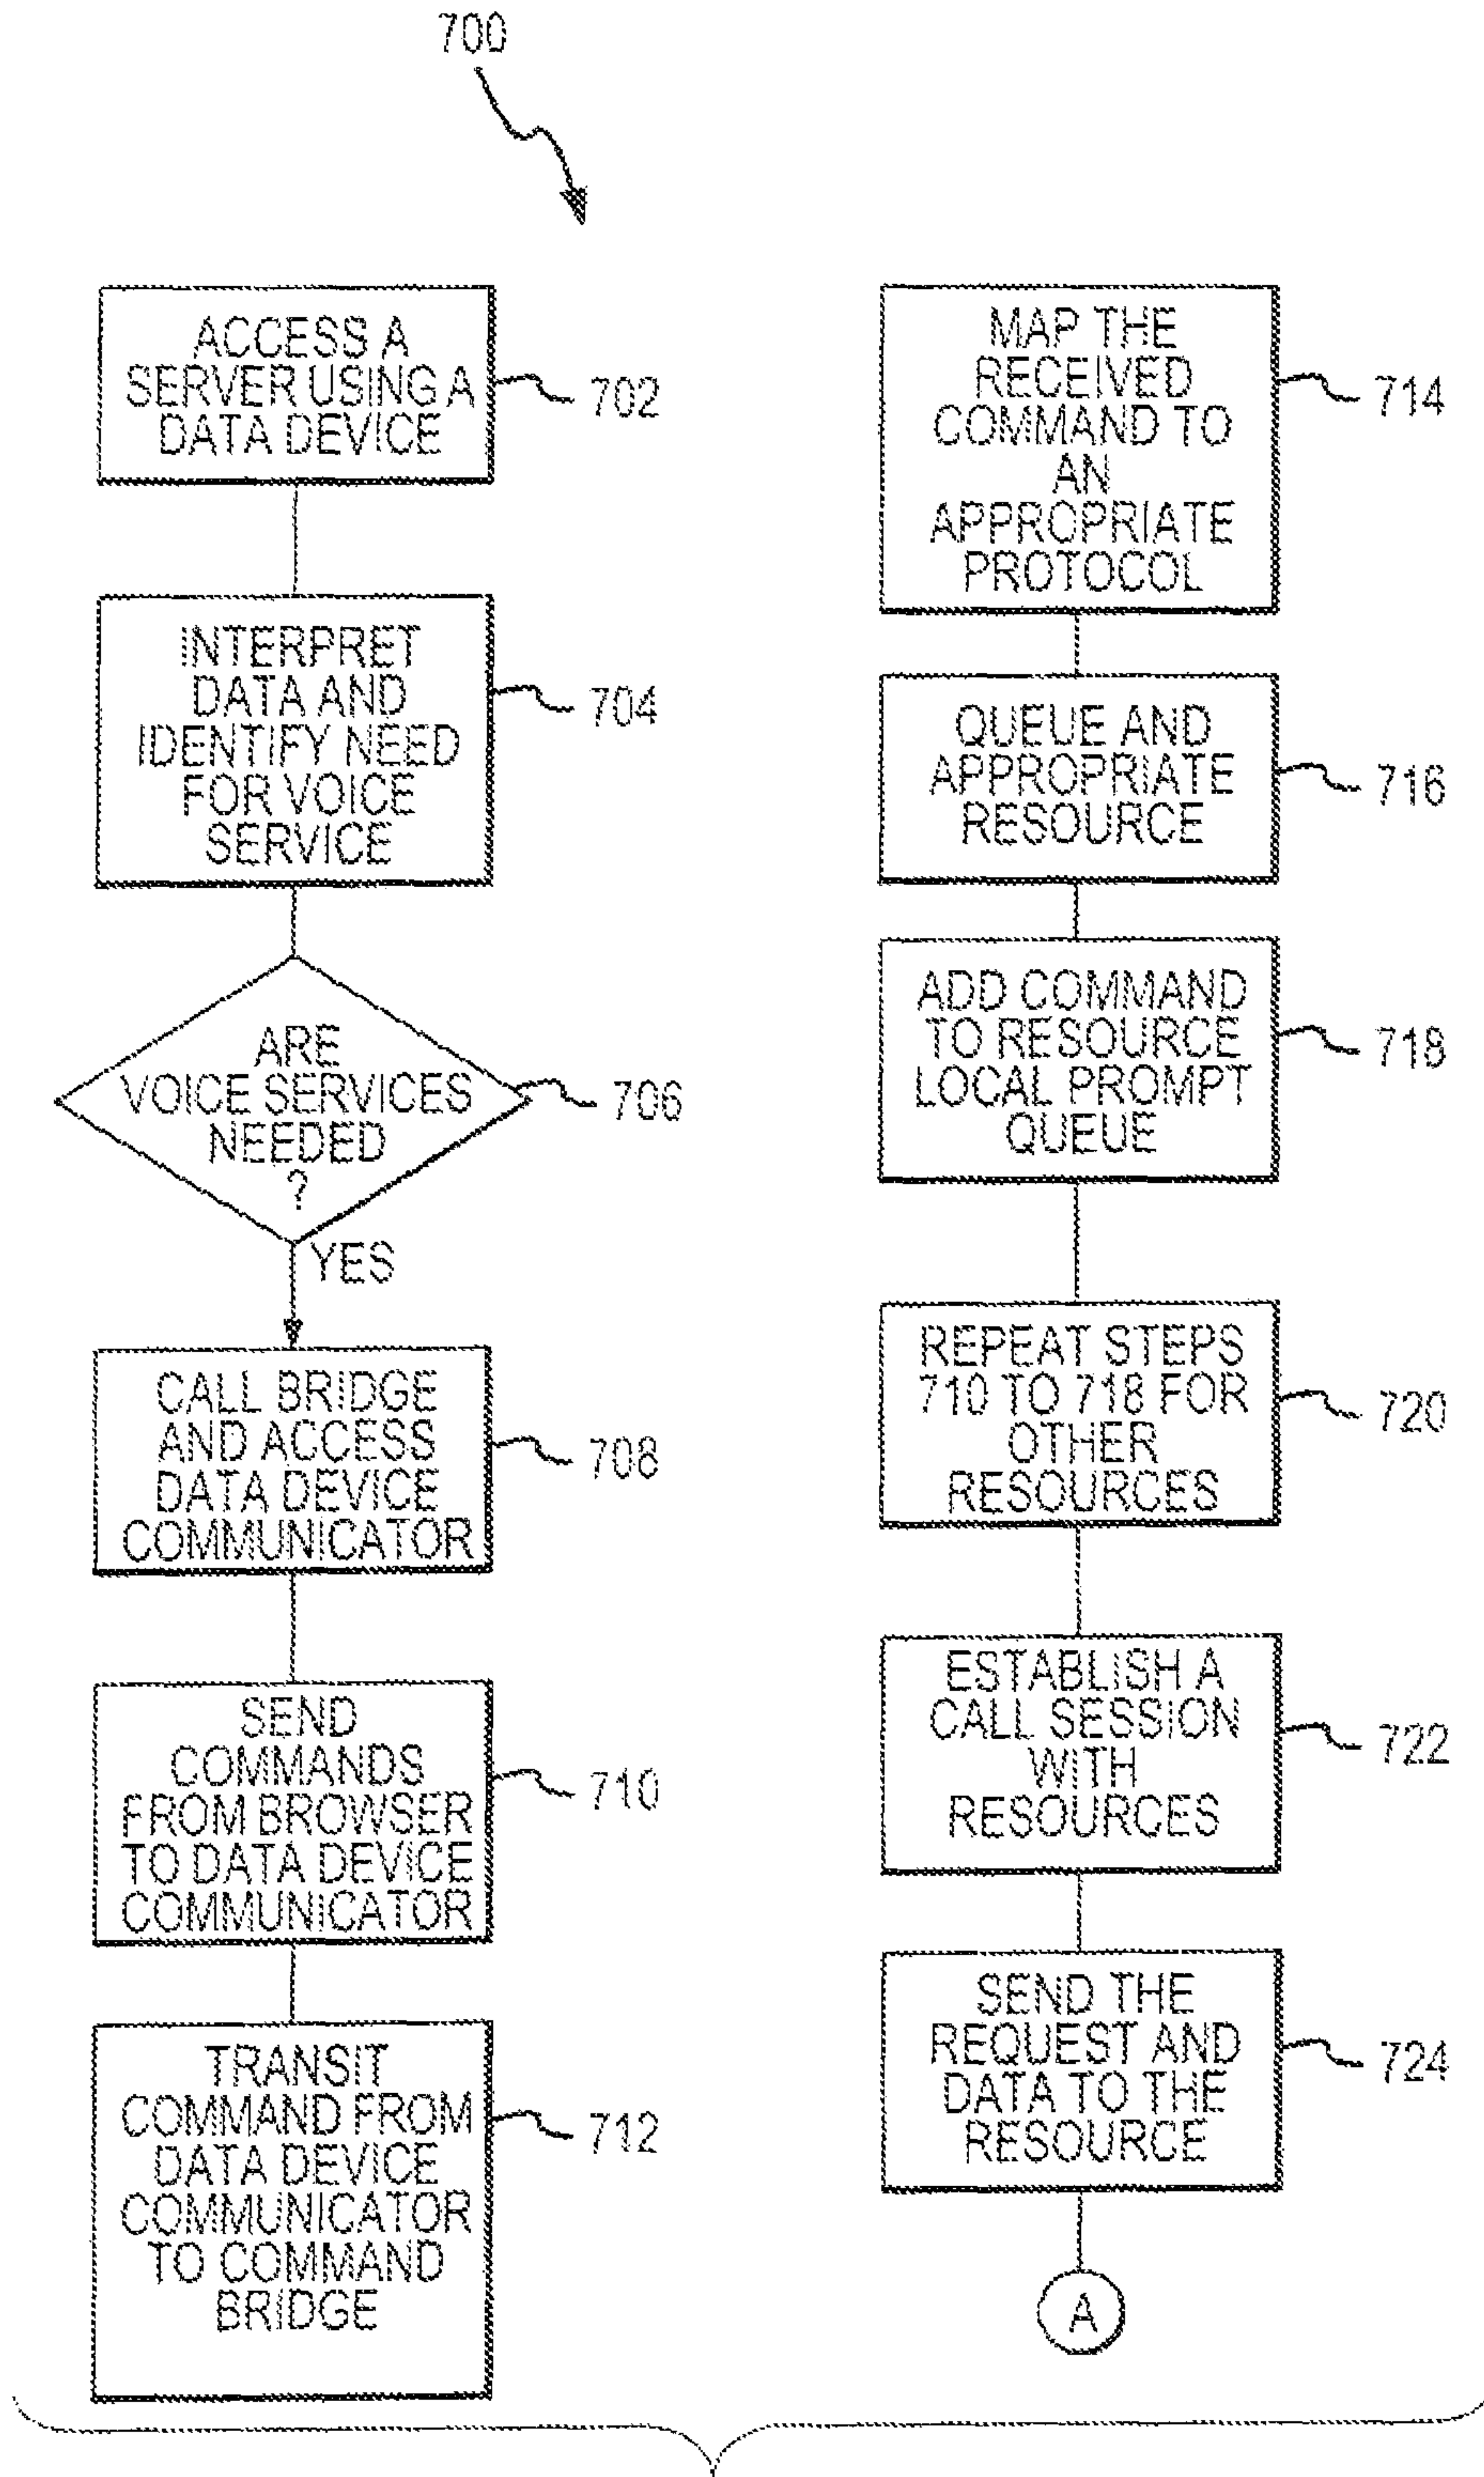 700
ACCESS A
SERVER USING A
DATA DEVICE
702
INTERPRET
DATA AND
IDENTIFY NEED
FOR VOICE
SERVICE
704
ARE
VOICE SERVICES
NEEDED
?
706
YES
CALL BRIDGE
AND ACCESS
DATA DEVICE
COMMUNICATOR
708
SEND
COMMANDS
FROM BROWSER
TO DATA DEVICE
COMMUNICATOR
710
TRANSIT
COMMAND FROM
DATA DEVICE
COMMUNICATOR
TO COMMAND
BRIDGE
712
MAP THE
RECEIVED
COMMAND TO
AN
APPROPRIATE
PROTOCOL
714
QUEUE AND
APPROPRIATE
RESOURCE
716
ADD COMMAND
TO RESOURCE
LOCAL PROMPT
QUEUE
718
REPEAT STEPS
710 TO 718 FOR
OTHER
RESOURCES
720
ESTABLISH A
CALL SESSION
WITH
RESOURCES
722
SEND THE
REQUEST AND
DATA TO THE
RESOURCE
724
A